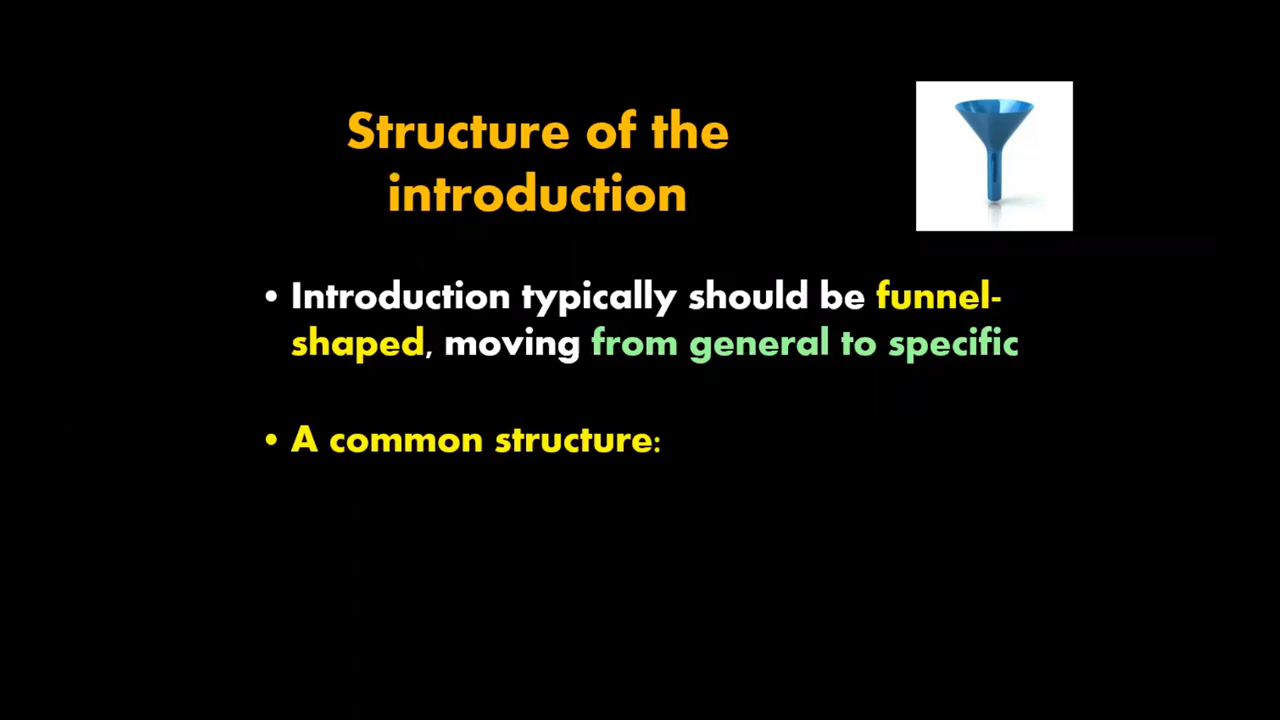 Structure of the
introduction
• Introduction typically should be funnel-
shaped, moving from general to specific
• A common structure: